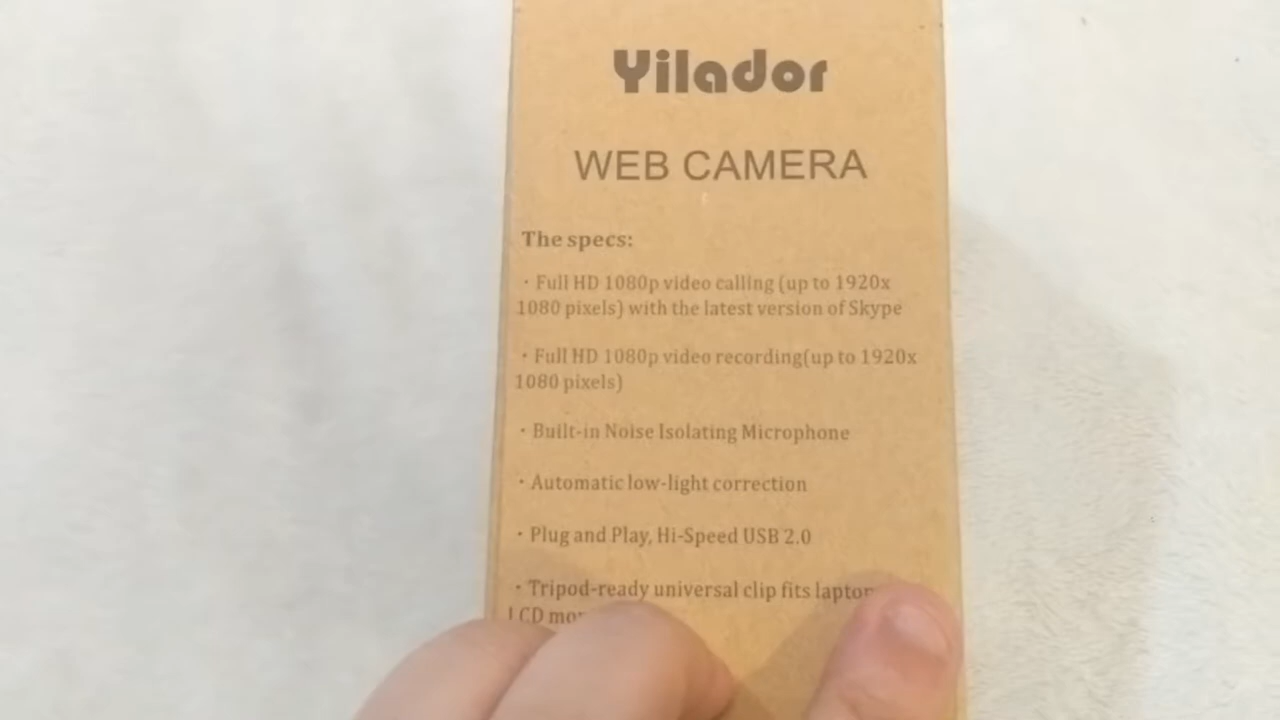 Yilador
WEB CAMERA
The specs:
· Full HD 1080p video calling (up to 1920x
1080 pixels) with the latest version of Skype
· Full HD 1080p video recording(up to 1920x
1080 pixels)
· Built-in Noise Isolating Microphone
· Automatic low-light correction
· Plug and Play, Hi-Speed USB 2.0
· Tripod-ready universal clip fits
LCD